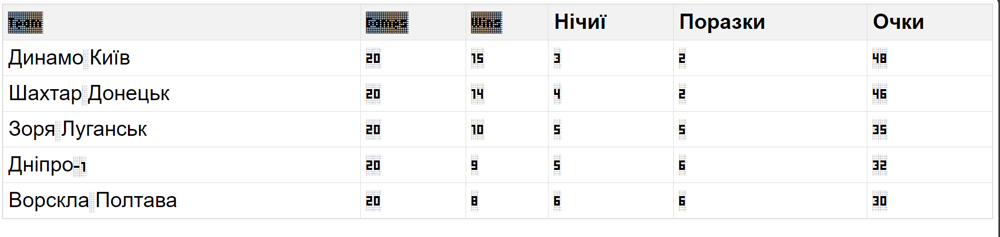 Team Games Wins Нічиї Поразки Очки
Динамо Київ 20 15 3 2 48
Шахтар Донецьк 20 14 4 2 46
Зоря Луганськ 20 10 5 5 35
Дніпро-1 20 9 5 6 32
Ворскла Полтава 20 8 6 6 30